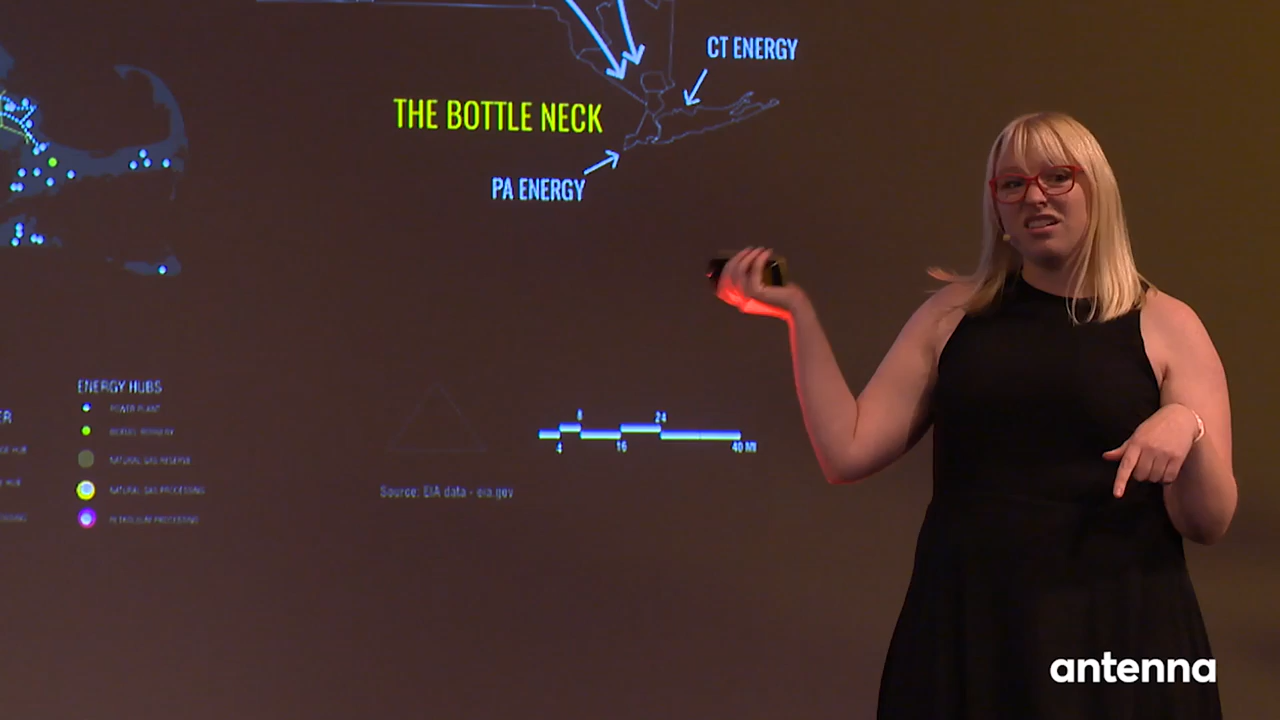 CT ENERGY
THE BOTTLE NECK
PA ENERGY
ENERGY HUBS
POWER PLANT
NATURAL GAS RESERVE
NATURAL GAS PROCESSING
PETROLEUM PROCESSING
8
24
4
16
40 MI
Source: EIA data - eia.gov
antenna